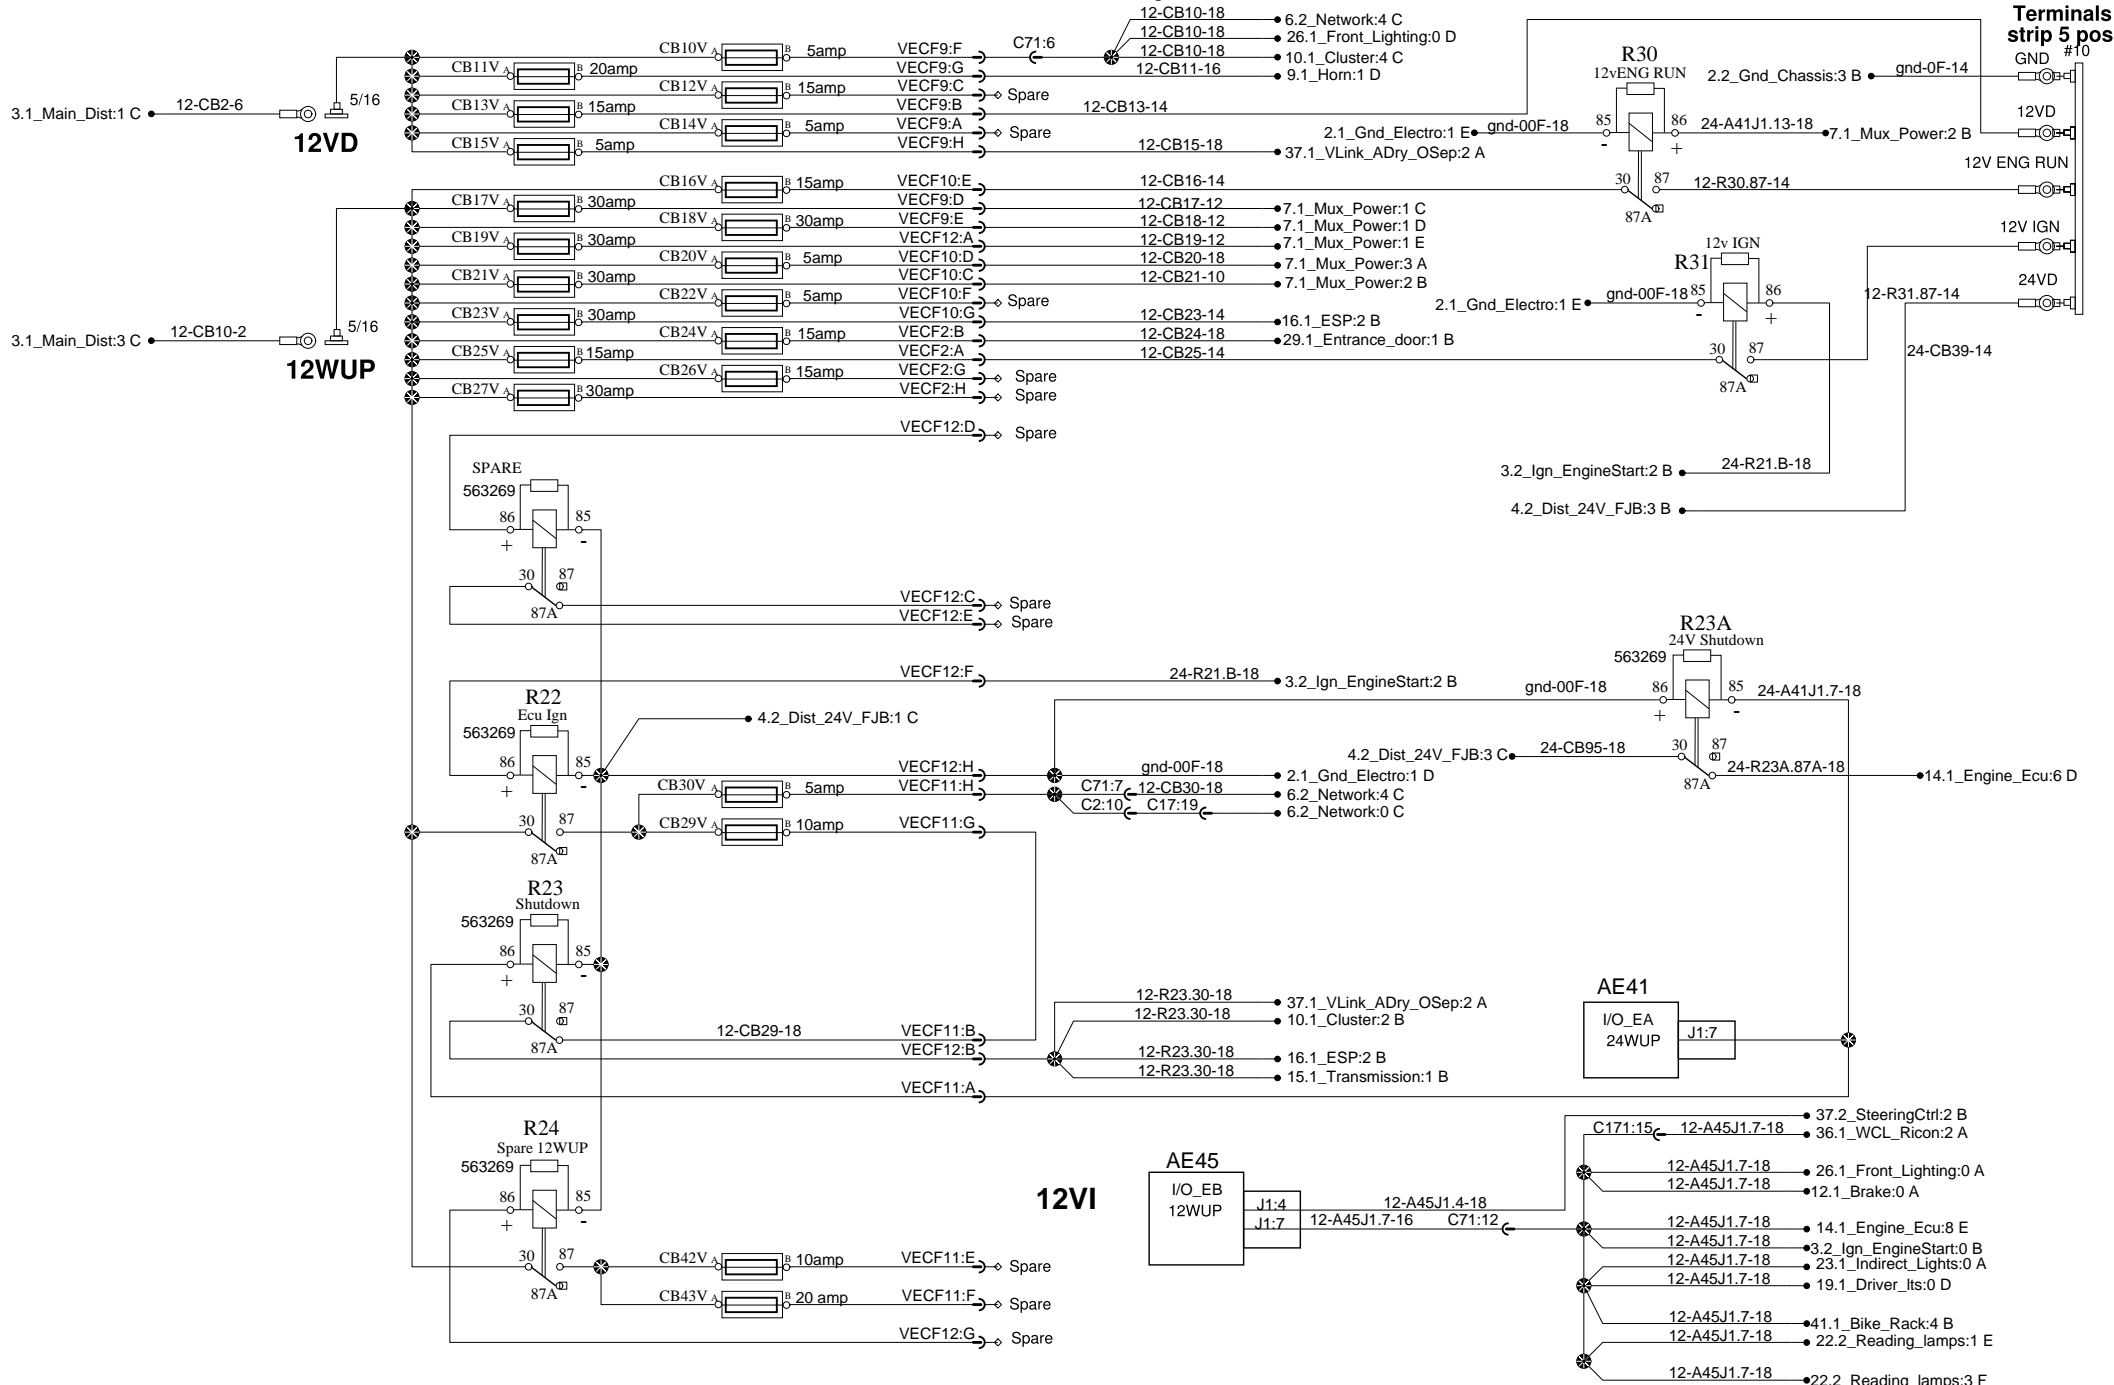 12-CB10-18
6.2_Network:4 C
12-CB10-18
26.1_Front_Lighting:0 D
CB10V A B 5amp VECF9:F C71:6 12-CB10-18 10.1_Cluster:4 C
CB11V A B 20amp VECF9:G 12-CB11-16 9.1_Horn:1 D
CB12V A B 15amp VECF9:C Spare
CB13V A B 15amp VECF9:B 12-CB13-14
CB14V A B 5amp VECF9:A Spare
CB15V A B 5amp VECF9:H 12-CB15-18 37.1_VLink_ADry_OSep:2 A
3.1_Main_Dist:1 C 12-CB2-6 5/16
12VD
CB16V A B 15amp VECF10:E 12-CB16-14
CB17V A B 30amp VECF9:D 12-CB17-12 7.1_Mux_Power:1 C
CB18V A B 30amp VECF9:E 12-CB18-12 7.1_Mux_Power:1 D
CB19V A B 30amp VECF12:A 12-CB19-12 7.1_Mux_Power:1 E
CB20V A B 5amp VECF10:D 12-CB20-18 7.1_Mux_Power:3 A
CB21V A B 30amp VECF10:C 12-CB21-10 7.1_Mux_Power:2 B
CB22V A B 5amp VECF10:F Spare
CB23V A B 30amp VECF10:G 12-CB23-14 16.1_ESP:2 B
CB24V A B 15amp VECF2:B 12-CB24-18 29.1_Entrance_door:1 B
CB25V A B 15amp VECF2:A 12-CB25-14
CB26V A B 15amp VECF2:G Spare
CB27V A B 30amp VECF2:H Spare
3.1_Main_Dist:3 C 12-CB10-2 5/16
12WUP
Terminals
strip 5 pos
#10
GND
2.2_Gnd_Chassis:3 B gnd-0F-14
12VD
12V ENG RUN
12V IGN
24VD
R30
12vENG RUN
2.1_Gnd_Electro:1 E gnd-00F-18 85 86 24-A41J1.13-18 7.1_Mux_Power:2 B
- +
30 87 12-R30.87-14
87A
12v IGN
R31
2.1_Gnd_Electro:1 E gnd-00F-18 85 86 12-R31.87-14
- +
30 87 24-CB39-14
87A
3.2_Ign_EngineStart:2 B 24-R21.B-18
4.2_Dist_24V_FJB:3 B
VECF12:D Spare
SPARE
563269
86 85
+ -
30 87
87A
VECF12:C Spare
VECF12:E Spare
VECF12:F 24-R21.B-18 3.2_Ign_EngineStart:2 B
R22
Ecu Ign
563269
4.2_Dist_24V_FJB:1 C
86 85
+ -
VECF12:H gnd-00F-18 2.1_Gnd_Electro:1 D
CB30V A B 5amp VECF11:H C71:7 12-CB30-18 6.2_Network:4 C
C2:10 C17:19 6.2_Network:0 C
30 87 CB29V A B 10amp VECF11:G
87A
R23A
24V Shutdown
563269
gnd-00F-18 86 85 24-A41J1.7-18
+ -
4.2_Dist_24V_FJB:3 C 24-CB95-18 30 87
87A 24-R23A.87A-18 14.1_Engine_Ecu:6 D
R23
Shutdown
563269
86 85
+ -
30 87
87A
12-CB29-18 VECF11:B
VECF12:B
12-R23.30-18 37.1_VLink_ADry_OSep:2 A
12-R23.30-18 10.1_Cluster:2 B
12-R23.30-18 16.1_ESP:2 B
12-R23.30-18 15.1_Transmission:1 B
VECF11:A
AE41
I/O_EA
24WUP
J1:7
R24
Spare 12WUP
563269
86 85
+ -
30 87
87A
CB42V A B 10amp VECF11:E Spare
CB43V A B 20 amp VECF11:F Spare
VECF12:G Spare
12VI
AE45
I/O_EB
12WUP
J1:4 12-A45J1.4-18
J1:7 12-A45J1.7-16 C71:12
37.2_SteeringCtrl:2 B
C171:15 12-A45J1.7-18 36.1_WCL_Ricon:2 A
12-A45J1.7-18 26.1_Front_Lighting:0 A
12-A45J1.7-18 12.1_Brake:0 A
12-A45J1.7-18 14.1_Engine_Ecu:8 E
12-A45J1.7-18 3.2_Ign_EngineStart:0 B
12-A45J1.7-18 23.1_Indirect_Lights:0 A
12-A45J1.7-18 19.1_Driver_lts:0 D
12-A45J1.7-18 41.1_Bike_Rack:4 B
12-A45J1.7-18 22.2_Reading_lamps:1 E
12-A45J1.7-18 22.2_Reading_lamps:3